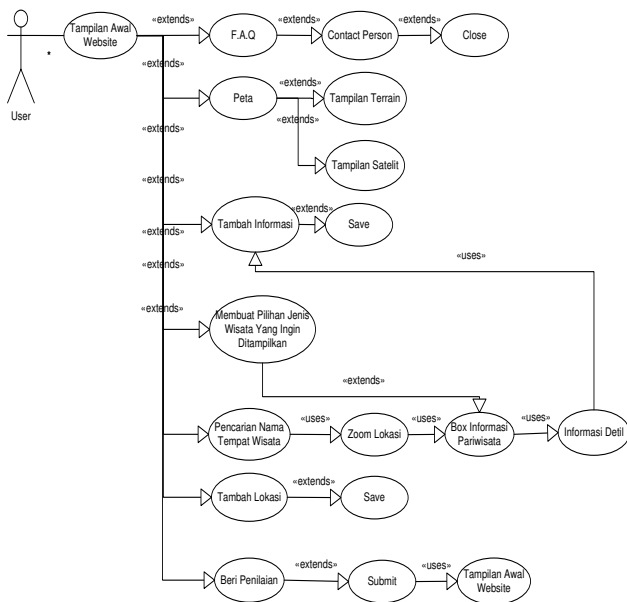 Tampilan Awal
Website
*
User
«extends»
F.A.Q
«extends»
Contact Person
«extends»
Close
«extends»
Peta
«extends»
Tampilan Terrain
«extends»
Tampilan Satelit
«extends»
«extends»
Tambah Informasi
«extends»
Save
«extends»
«uses»
«extends»
«extends»
Membuat Pilihan Jenis
Wisata Yang Ingin
Ditampilkan
«extends»
Pencarian Nama
Tempat Wisata
«uses»
Zoom Lokasi
«uses»
Box Informasi
Pariwisata
«uses»
Informasi Detil
Tambah Lokasi
«extends»
Save
Beri Penilaian
«extends»
Submit
«uses»
Tampilan Awal
Website